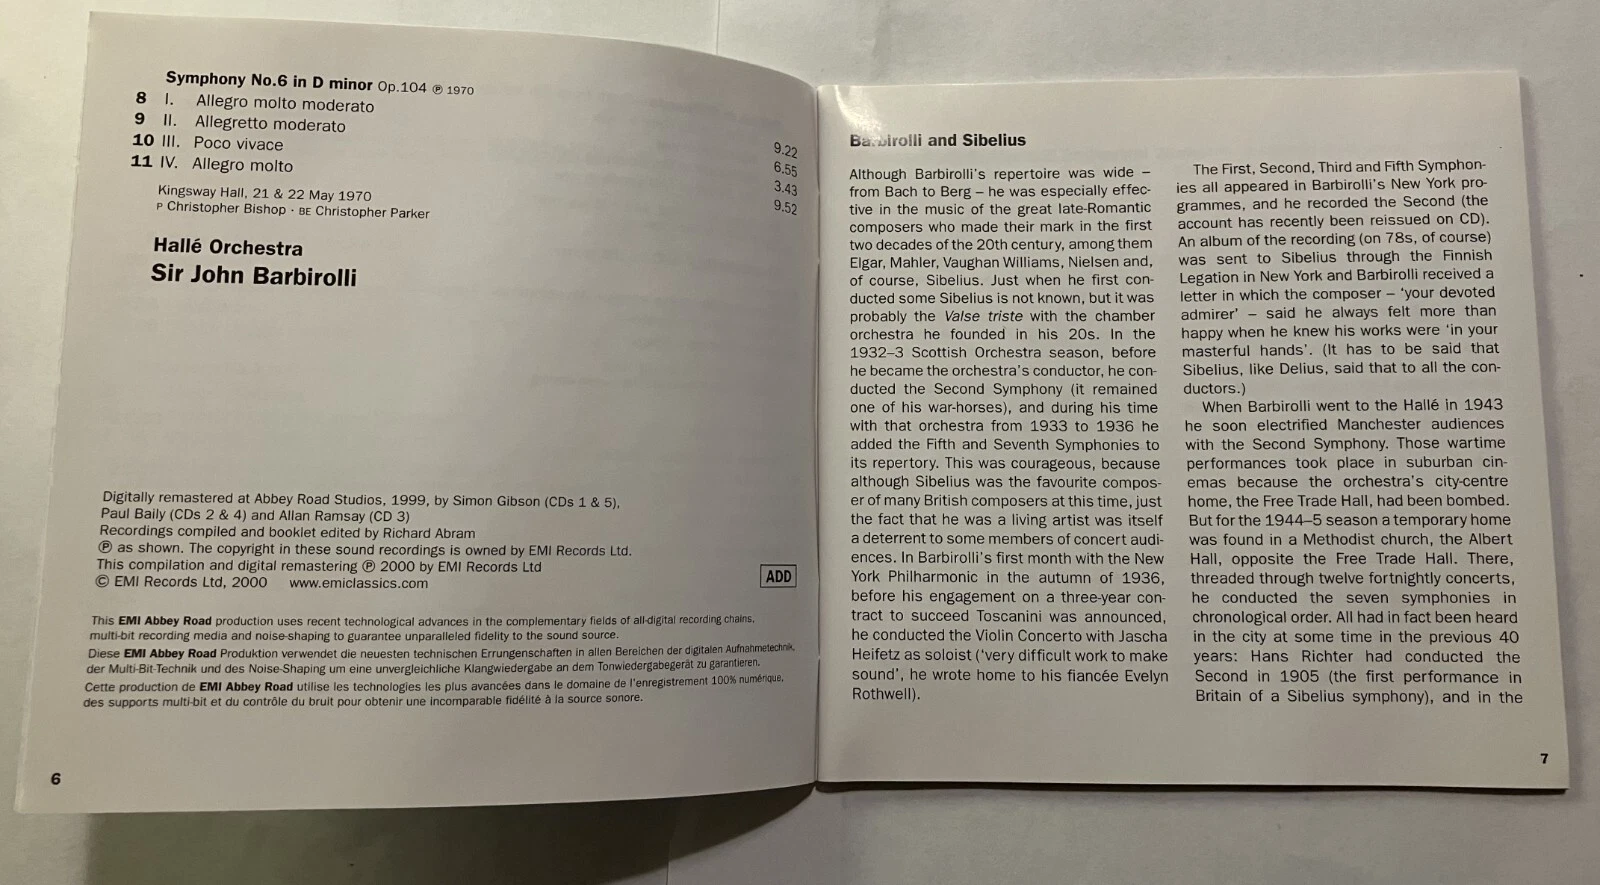 Symphony No.6 in D minor Op.104 ℗ 1970
8 I. Allegro molto moderato 9.22
9 II. Allegretto moderato 6.55
10 III. Poco vivace 3.43
11 IV. Allegro molto 9.52
Kingsway Hall, 21 & 22 May 1970
P Christopher Bishop · BE Christopher Parker
Hallé Orchestra
Sir John Barbirolli
Digitally remastered at Abbey Road Studios, 1999, by Simon Gibson (CDs 1 & 5),
Paul Baily (CDs 2 & 4) and Allan Ramsay (CD 3)
Recordings compiled and booklet edited by Richard Abram
℗ as shown. The copyright in these sound recordings is owned by EMI Records Ltd.
This compilation and digital remastering ℗ 2000 by EMI Records Ltd
© EMI Records Ltd, 2000 www.emiclassics.com
ADD
This EMI Abbey Road production uses recent technological advances in the complementary fields of all-digital recording chains,
multi-bit recording media and noise-shaping to guarantee unparalleled fidelity to the sound source.
Diese EMI Abbey Road Produktion verwendet die neuesten technischen Errungenschaften in allen Bereichen der digitalen Aufnahmetechnik,
der Multi-Bit-Technik und des Noise-Shaping um eine unvergleichliche Klangwiedergabe an dem Tonwiedergabegerät zu garantieren.
Cette production de EMI Abbey Road utilise les technologies les plus avancées dans le domaine de l'enregistrement 100% numérique,
des supports multi-bit et du contrôle du bruit pour obtenir une incomparable fidélité à la source sonore.
6
Barbirolli and Sibelius
Although Barbirolli's repertoire was wide –
from Bach to Berg – he was especially effec-
tive in the music of the great late-Romantic
composers who made their mark in the first
two decades of the 20th century, among them
Elgar, Mahler, Vaughan Williams, Nielsen and,
of course, Sibelius. Just when he first con-
ducted some Sibelius is not known, but it was
probably the Valse triste with the chamber
orchestra he founded in his 20s. In the
1932–3 Scottish Orchestra season, before
he became the orchestra's conductor, he con-
ducted the Second Symphony (it remained
one of his war-horses), and during his time
with that orchestra from 1933 to 1936 he
added the Fifth and Seventh Symphonies to
its repertory. This was courageous, because
although Sibelius was the favourite compos-
er of many British composers at this time, just
the fact that he was a living artist was itself
a deterrent to some members of concert audi-
ences. In Barbirolli's first month with the New
York Philharmonic in the autumn of 1936,
before his engagement on a three-year con-
tract to succeed Toscanini was announced,
he conducted the Violin Concerto with Jascha
Heifetz as soloist ('very difficult work to make
sound', he wrote home to his fiancée Evelyn
Rothwell).
The First, Second, Third and Fifth Symphon-
ies all appeared in Barbirolli's New York pro-
grammes, and he recorded the Second (the
account has recently been reissued on CD).
An album of the recording (on 78s, of course)
was sent to Sibelius through the Finnish
Legation in New York and Barbirolli received a
letter in which the composer – 'your devoted
admirer' – said he always felt more than
happy when he knew his works were 'in your
masterful hands'. (It has to be said that
Sibelius, like Delius, said that to all the con-
ductors.)
When Barbirolli went to the Hallé in 1943
he soon electrified Manchester audiences
with the Second Symphony. Those wartime
performances took place in suburban cin-
emas because the orchestra's city-centre
home, the Free Trade Hall, had been bombed.
But for the 1944–5 season a temporary home
was found in a Methodist church, the Albert
Hall, opposite the Free Trade Hall. There,
threaded through twelve fortnightly concerts,
he conducted the seven symphonies in
chronological order. All had in fact been heard
in the city at some time in the previous 40
years: Hans Richter had conducted the
Second in 1905 (the first performance in
Britain of a Sibelius symphony), and in the
7